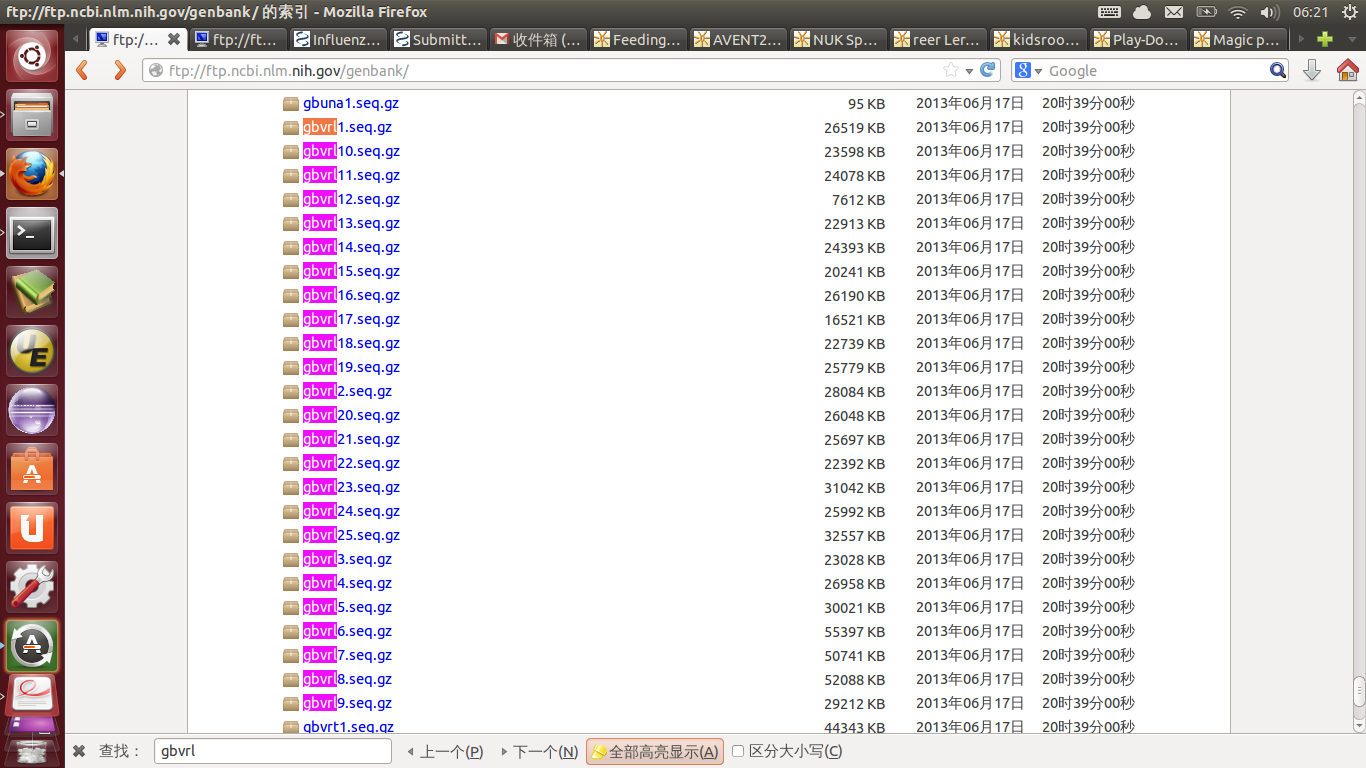 ftp://ftp.ncbi.nlm.nih.gov/genbank/ 的索引 - Mozilla Firefox 06:21
ftp:/... ftp://ft... Influenz... Submitt... 收件箱 (... Feeding... AVENT2... NUK Sp... reer Ler... kidsroo... Play-Do... Magic p...
ftp://ftp.ncbi.nlm.nih.gov/genbank/ Google
gbuna1.seq.gz 95 KB 2013年06月17日 20时39分00秒
gbvrl1.seq.gz 26519 KB 2013年06月17日 20时39分00秒
gbvrl10.seq.gz 23598 KB 2013年06月17日 20时39分00秒
gbvrl11.seq.gz 24078 KB 2013年06月17日 20时39分00秒
gbvrl12.seq.gz 7612 KB 2013年06月17日 20时39分00秒
gbvrl13.seq.gz 22913 KB 2013年06月17日 20时39分00秒
gbvrl14.seq.gz 24393 KB 2013年06月17日 20时39分00秒
gbvrl15.seq.gz 20241 KB 2013年06月17日 20时39分00秒
gbvrl16.seq.gz 26190 KB 2013年06月17日 20时39分00秒
gbvrl17.seq.gz 16521 KB 2013年06月17日 20时39分00秒
gbvrl18.seq.gz 22739 KB 2013年06月17日 20时39分00秒
gbvrl19.seq.gz 25779 KB 2013年06月17日 20时39分00秒
gbvrl2.seq.gz 28084 KB 2013年06月17日 20时39分00秒
gbvrl20.seq.gz 26048 KB 2013年06月17日 20时39分00秒
gbvrl21.seq.gz 25697 KB 2013年06月17日 20时39分00秒
gbvrl22.seq.gz 22392 KB 2013年06月17日 20时39分00秒
gbvrl23.seq.gz 31042 KB 2013年06月17日 20时39分00秒
gbvrl24.seq.gz 25992 KB 2013年06月17日 20时39分00秒
gbvrl25.seq.gz 32557 KB 2013年06月17日 20时39分00秒
gbvrl3.seq.gz 23028 KB 2013年06月17日 20时39分00秒
gbvrl4.seq.gz 26958 KB 2013年06月17日 20时39分00秒
gbvrl5.seq.gz 30021 KB 2013年06月17日 20时39分00秒
gbvrl6.seq.gz 55397 KB 2013年06月17日 20时39分00秒
gbvrl7.seq.gz 50741 KB 2013年06月17日 20时39分00秒
gbvrl8.seq.gz 52088 KB 2013年06月17日 20时39分00秒
gbvrl9.seq.gz 29212 KB 2013年06月17日 20时39分00秒
gbvrt1.seq.gz 44343 KB 2013年06月17日 20时39分00秒
查找： gbvrl 上一个(P) 下一个(N) 全部高亮显示(A) 区分大小写(C)